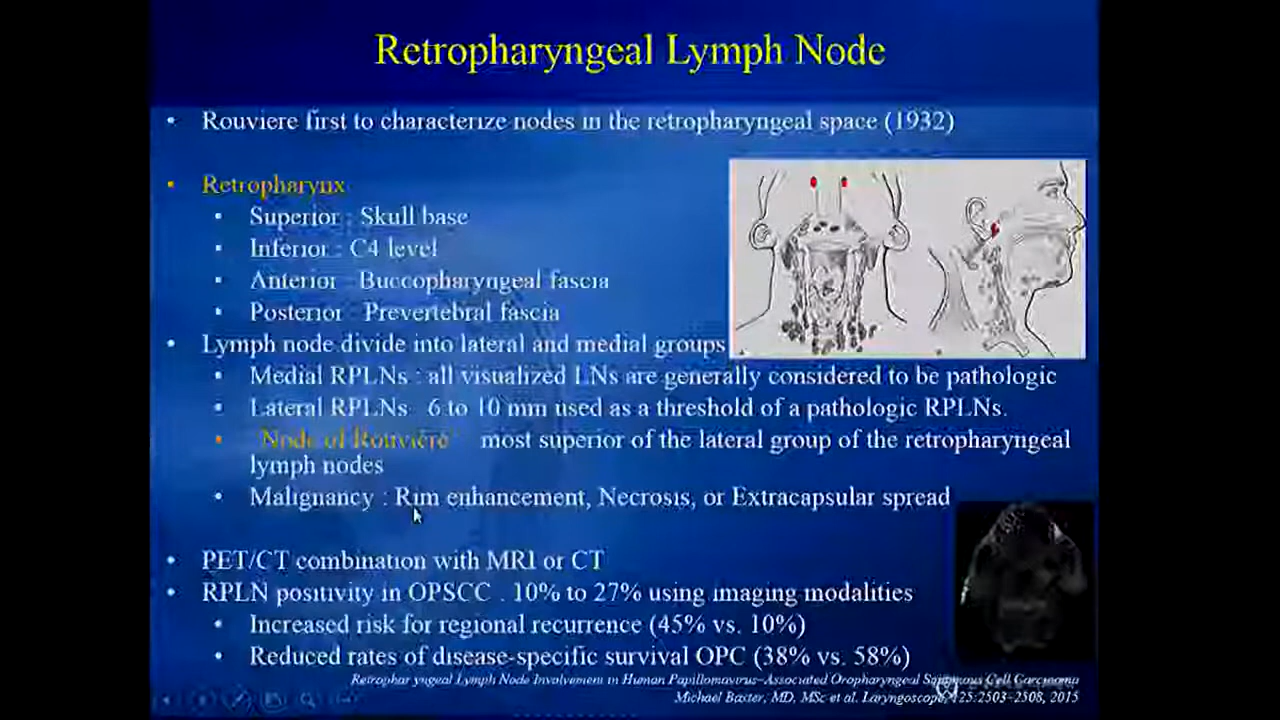 Retropharyngeal Lymph Node
• Rouviere first to characterize nodes in the retropharyngeal space (1932)
• Retropharynx
• Superior : Skull base
• Inferior : C4 level
• Anterior : Buccopharyngeal fascia
• Posterior : Prevertebral fascia
• Lymph node divide into lateral and medial groups
• Medial RPLNs : all visualized LNs are generally considered to be pathologic
• Lateral RPLNs 6 to 10 mm used as a threshold of a pathologic RPLNs.
• "Node of Rouviere" most superior of the lateral group of the retropharyngeal
lymph nodes
• Malignancy : Rim enhancement, Necrosis, or Extracapsular spread
• PET/CT combination with MRI or CT
• RPLN positivity in OPSCC : 10% to 27% using imaging modalities
• Increased risk for regional recurrence (45% vs. 10%)
• Reduced rates of disease-specific survival OPC (38% vs. 58%)
Retropharyngeal Lymph Node Involvement in Human Papillomavirus–Associated Oropharyngeal Squamous Cell Carcinoma
Michael Baxter, MD, MSc et al. Laryngoscope, 125:2503–2508, 2015